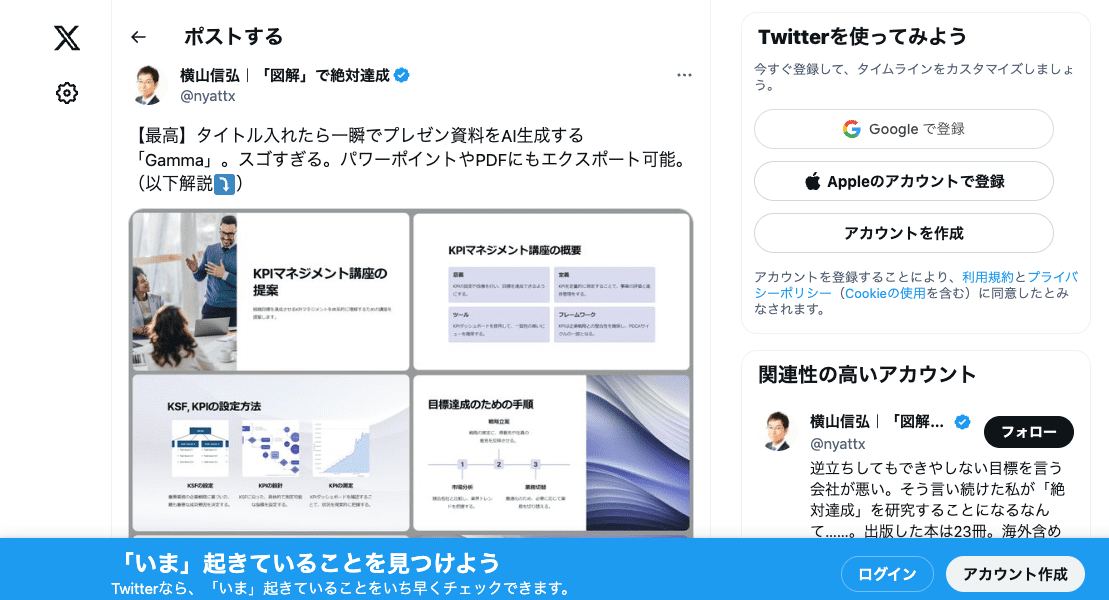 ポストする
横山信弘｜「図解」で絶対達成
@nyattx
【最高】タイトル入れたら一瞬でプレゼン資料をAI生成する
「Gamma」。スゴすぎる。パワーポイントやPDFにもエクスポート可能。
（以下解説⤵）
KPIマネジメント講座の
提案
KPIマネジメント講座の概要
意義
定義
ツール
フレームワーク
KSF, KPIの設定方法
KSFの設定
KPIの設計
KPIの測定
目標達成のための手順
戦略立案
1
2
3
市場分析
業務切替
Twitterを使ってみよう
今すぐ登録して、タイムラインをカスタマイズしましょ
う。
Google で登録
Appleのアカウントで登録
アカウントを作成
アカウントを登録することにより、利用規約とプライバ
シーポリシー（Cookieの使用を含む）に同意したとみ
なされます。
関連性の高いアカウント
横山信弘｜「図解...
@nyattx
フォロー
逆立ちしてもできやしない目標を言う
会社が悪い。そう言い続けた私が「絶
対達成」を研究することになるなん
て……。出版した本は23冊。海外含め
「いま」起きていることを見つけよう
Twitterなら、「いま」起きていることをいち早くチェックできます。
ログイン
アカウント作成